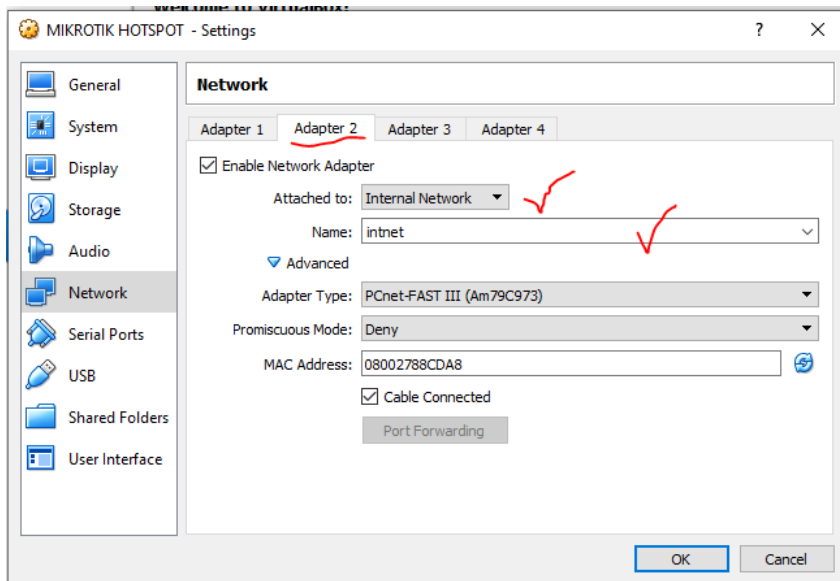 Welcome to VirtualBox!
MIKROTIK HOTSPOT - Settings
?
General
System
Display
Storage
Audio
Network
Serial Ports
USB
Shared Folders
User Interface
Network
Adapter 1 Adapter 2 Adapter 3 Adapter 4
Enable Network Adapter
Attached to: Internal Network
Name: intnet
Advanced
Adapter Type: PCnet-FAST III (Am79C973)
Promiscuous Mode: Deny
MAC Address: 08002788CDA8
Cable Connected
Port Forwarding
OK Cancel